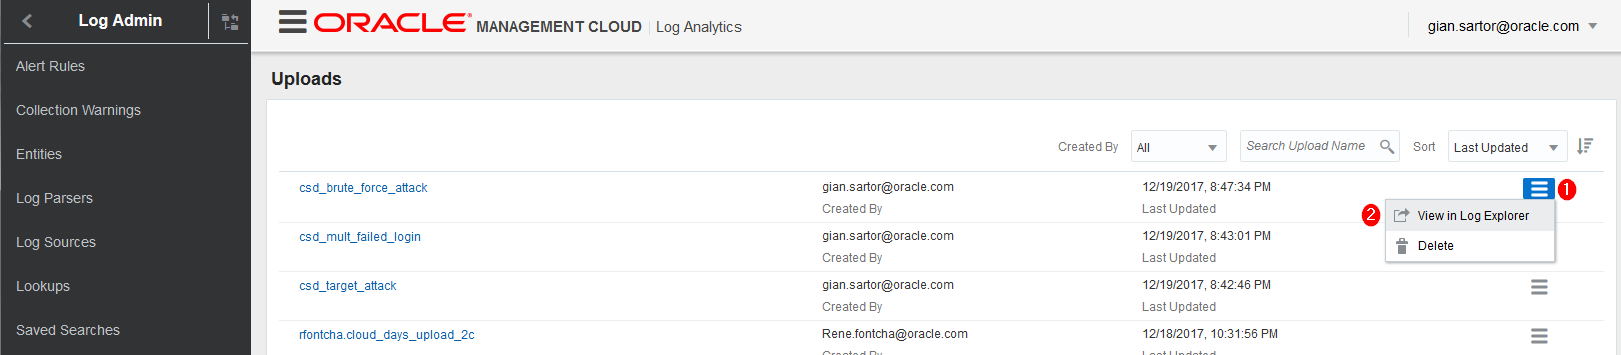 Log Admin
Alert Rules
Collection Warnings
Entities
Log Parsers
Log Sources
Lookups
Saved Searches
ORACLE® MANAGEMENT CLOUD Log Analytics
gian.sartor@oracle.com
Uploads
Created By All Search Upload Name Sort Last Updated
csd_brute_force_attack gian.sartor@oracle.com 12/19/2017, 8:47:34 PM 1
Created By Last Updated
2 View in Log Explorer
csd_mult_failed_login gian.sartor@oracle.com 12/19/2017, 8:43:01 PM
Delete
Created By Last Updated
csd_target_attack gian.sartor@oracle.com 12/19/2017, 8:42:46 PM
Created By Last Updated
rfontcha.cloud_days_upload_2c Rene.fontcha@oracle.com 12/18/2017, 10:31:56 PM